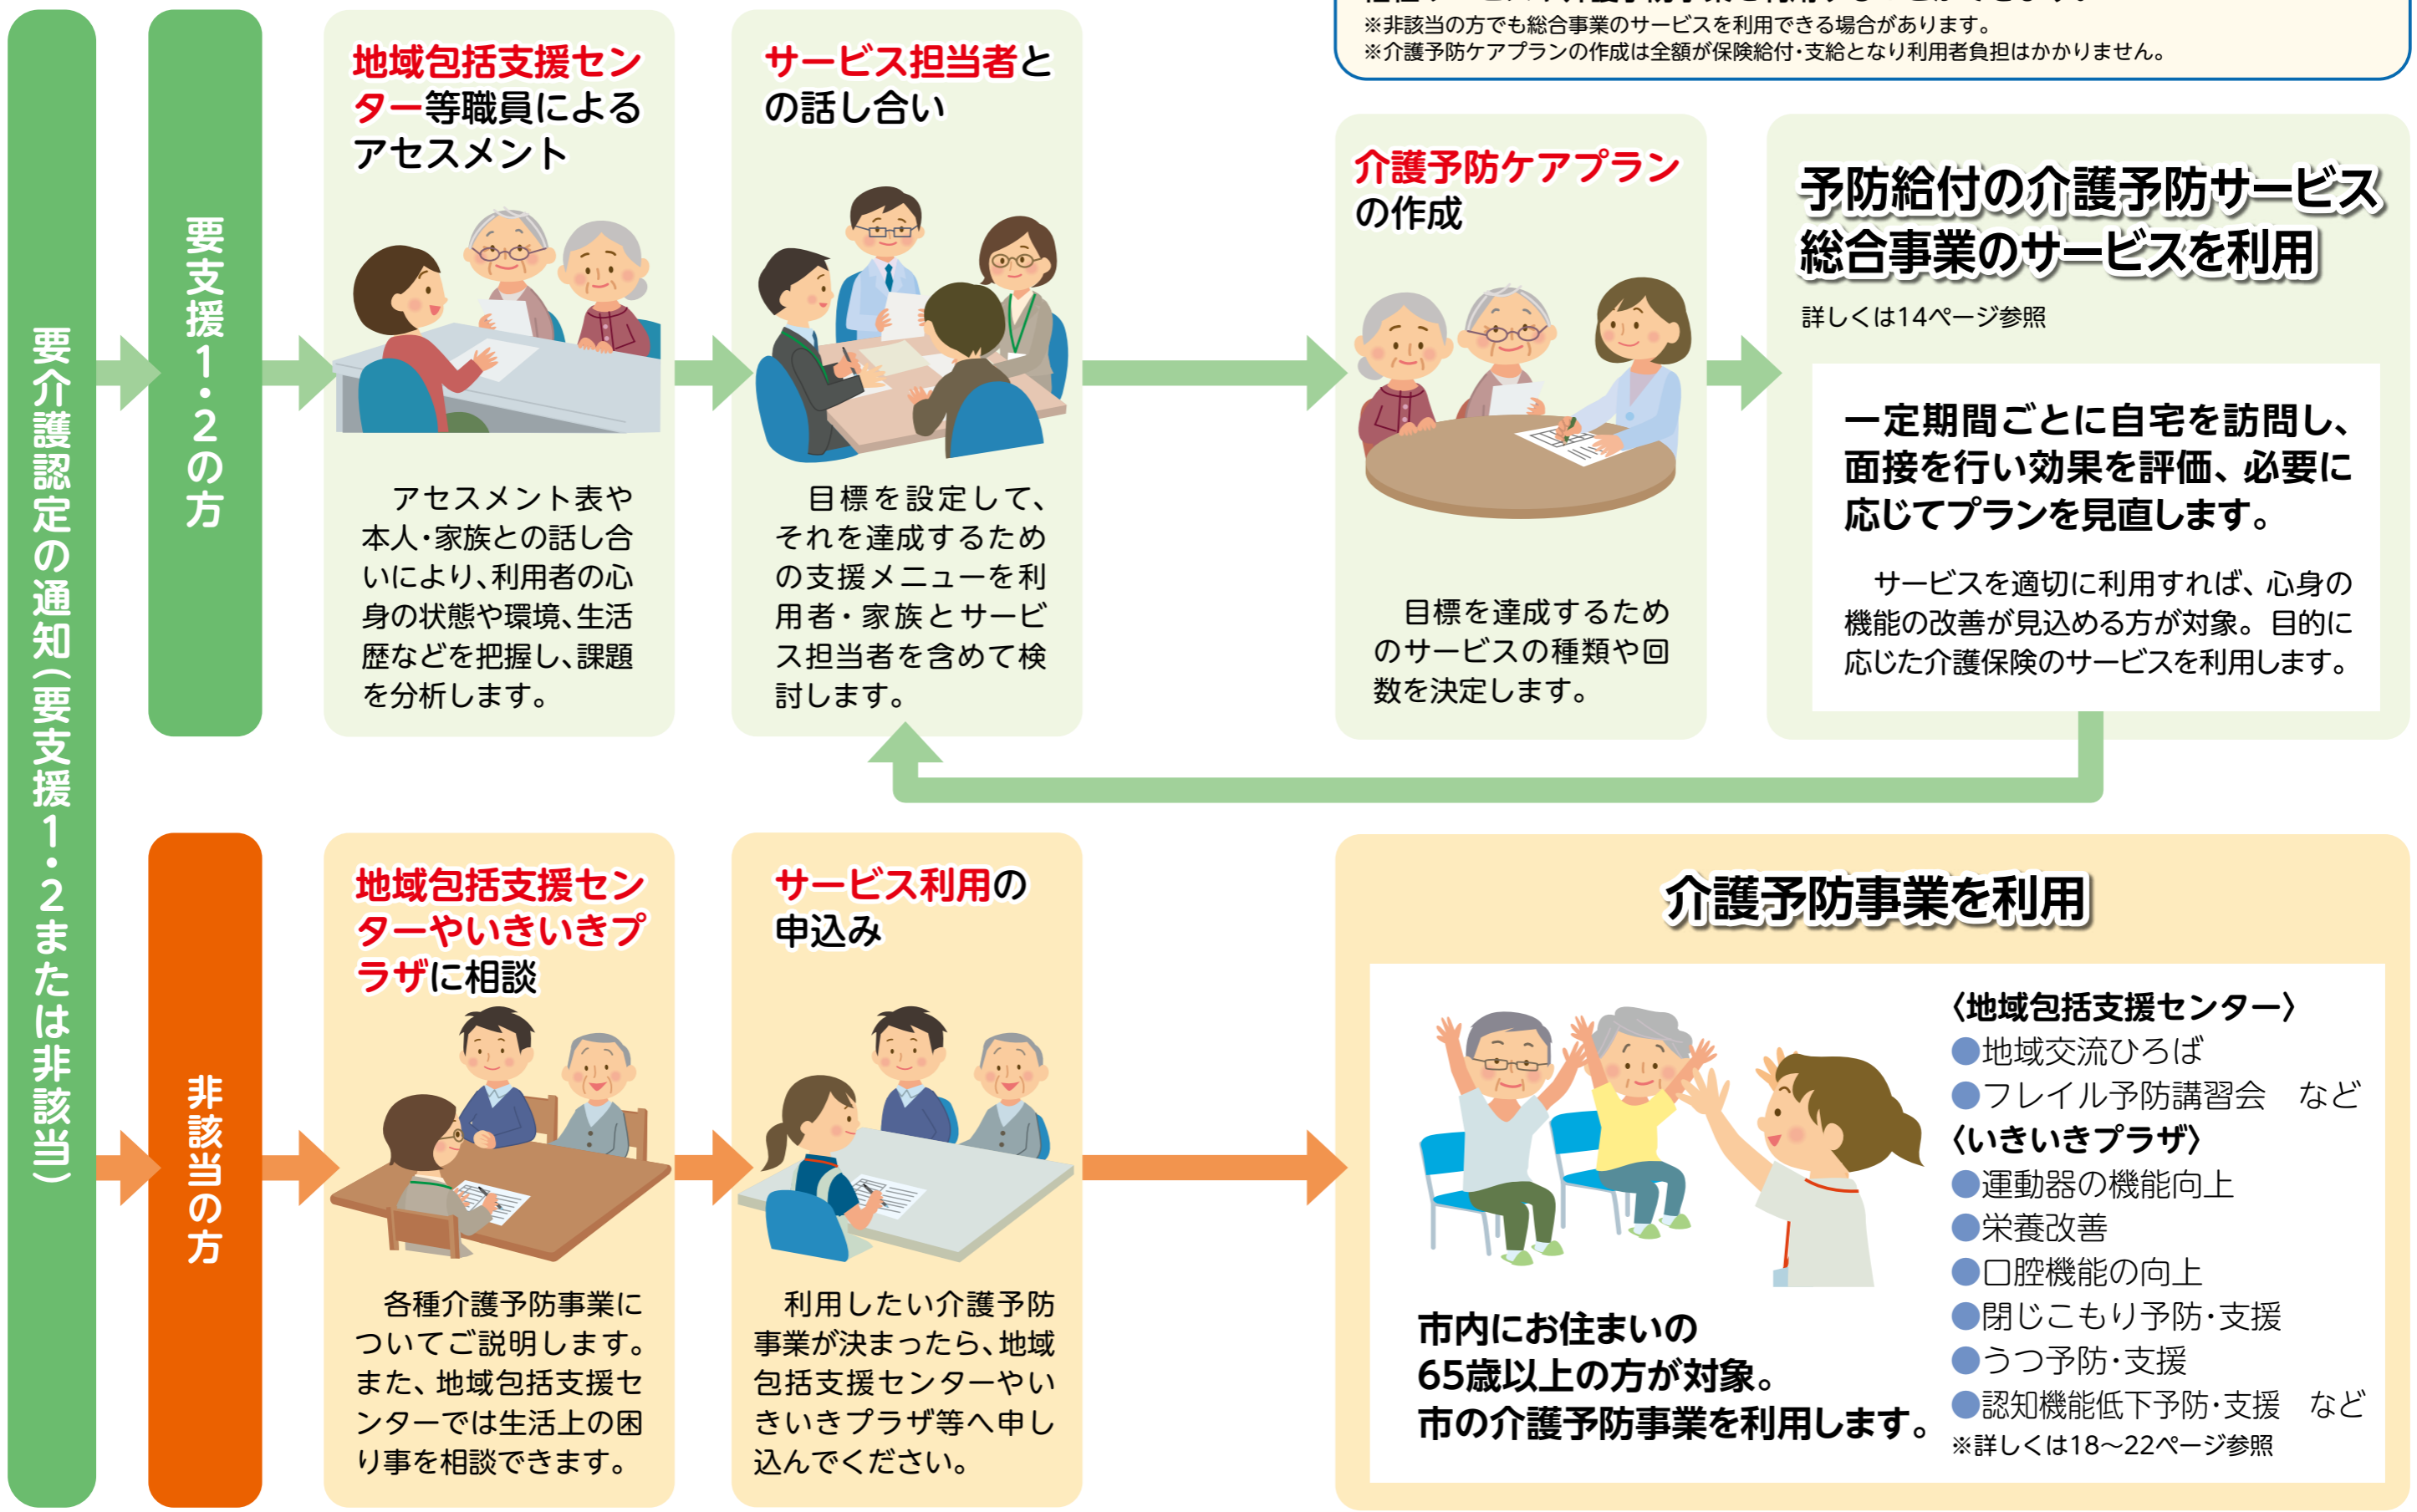 ※非該当の方でも総合事業のサービスを利用できる場合があります。
※介護予防ケアプランの作成は全額が保険給付・支給となり利用者負担はかかりません。
要介護認定の通知（要支援1・2または非該当）
要支援1・2の方
地域包括支援セン
ター等職員による
アセスメント
アセスメント表や
本人・家族との話し合
いにより、利用者の心
身の状態や環境、生活
歴などを把握し、課題
を分析します。
サービス担当者と
の話し合い
目標を設定して、
それを達成するため
の支援メニューを利
用者・家族とサービ
ス担当者を含めて検
討します。
介護予防ケアプラン
の作成
目標を達成するため
のサービスの種類や回
数を決定します。
予防給付の介護予防サービス
総合事業のサービスを利用
詳しくは14ページ参照
一定期間ごとに自宅を訪問し、
面接を行い効果を評価、必要に
応じてプランを見直します。
サービスを適切に利用すれば、心身の
機能の改善が見込める方が対象。目的に
応じた介護保険のサービスを利用します。
非該当の方
地域包括支援セン
ターやいきいきプ
ラザに相談
各種介護予防事業に
ついてご説明します。
また、地域包括支援セ
ンターでは生活上の困
り事を相談できます。
サービス利用の
申込み
利用したい介護予防
事業が決まったら、地域
包括支援センターやい
きいきプラザ等へ申し
込んでください。
介護予防事業を利用
市内にお住まいの
65歳以上の方が対象。
市の介護予防事業を利用します。
〈地域包括支援センター〉
●地域交流ひろば
●フレイル予防講習会　など
〈いきいきプラザ〉
●運動器の機能向上
●栄養改善
●口腔機能の向上
●閉じこもり予防・支援
●うつ予防・支援
●認知機能低下予防・支援　など
※詳しくは18～22ページ参照